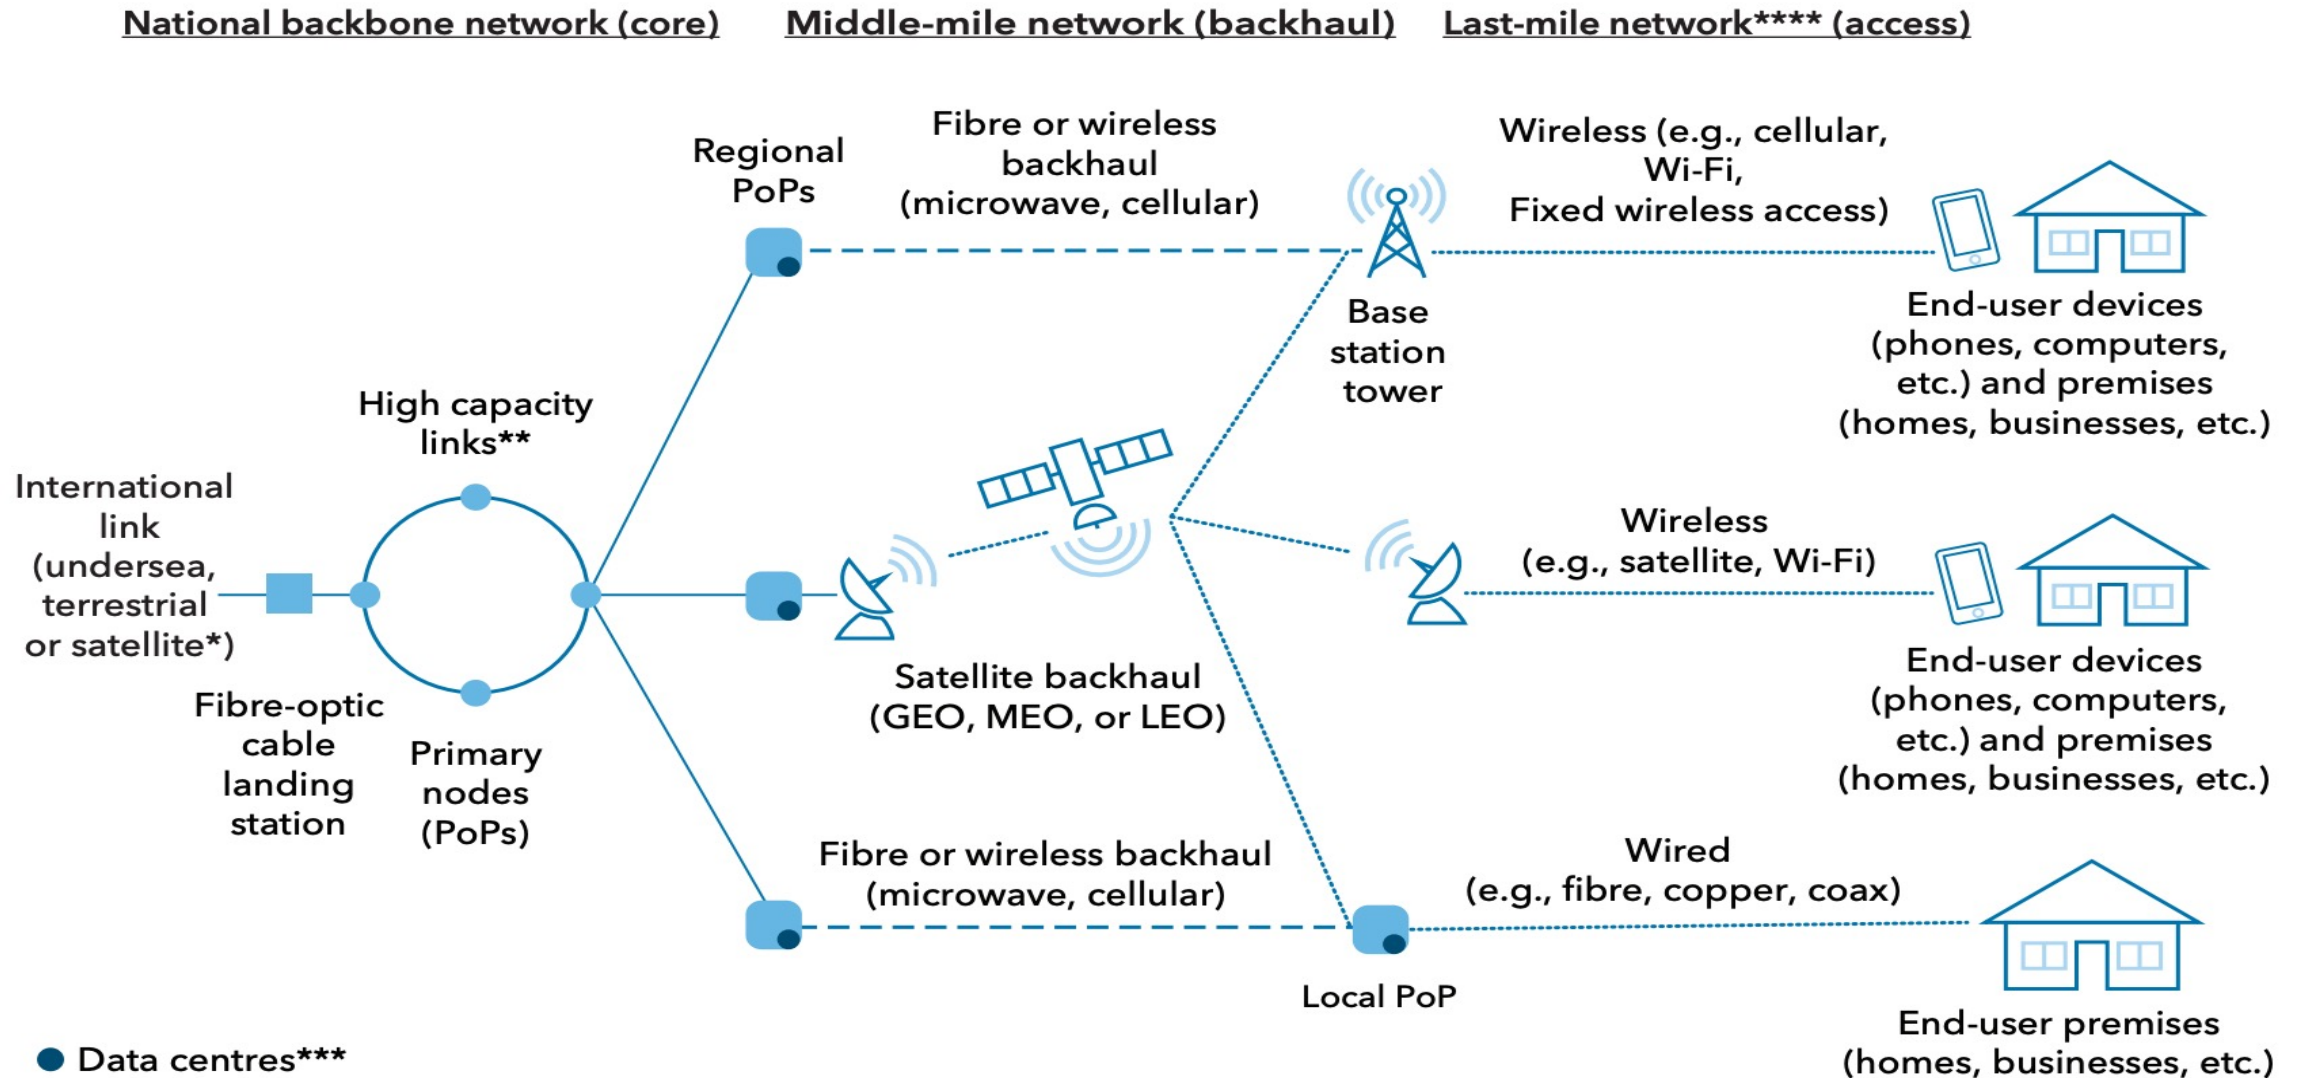 National backbone network (core)
Middle-mile network (backhaul)
Last-mile network**** (access)
Regional
PoPs
Fibre or wireless
backhaul
(microwave, cellular)
Wireless (e.g., cellular,
Wi-Fi,
Fixed wireless access)
Base
station
tower
End-user devices
(phones, computers,
etc.) and premises
(homes, businesses, etc.)
High capacity
links**
International
link
(undersea,
terrestrial
or satellite*)
Fibre-optic
cable
landing
station
Primary
nodes
(PoPs)
Satellite backhaul
(GEO, MEO, or LEO)
Wireless
(e.g., satellite, Wi-Fi)
End-user devices
(phones, computers,
etc.) and premises
(homes, businesses, etc.)
Fibre or wireless backhaul
(microwave, cellular)
Local PoP
Wired
(e.g., fibre, copper, coax)
End-user premises
(homes, businesses, etc.)
Data centres***